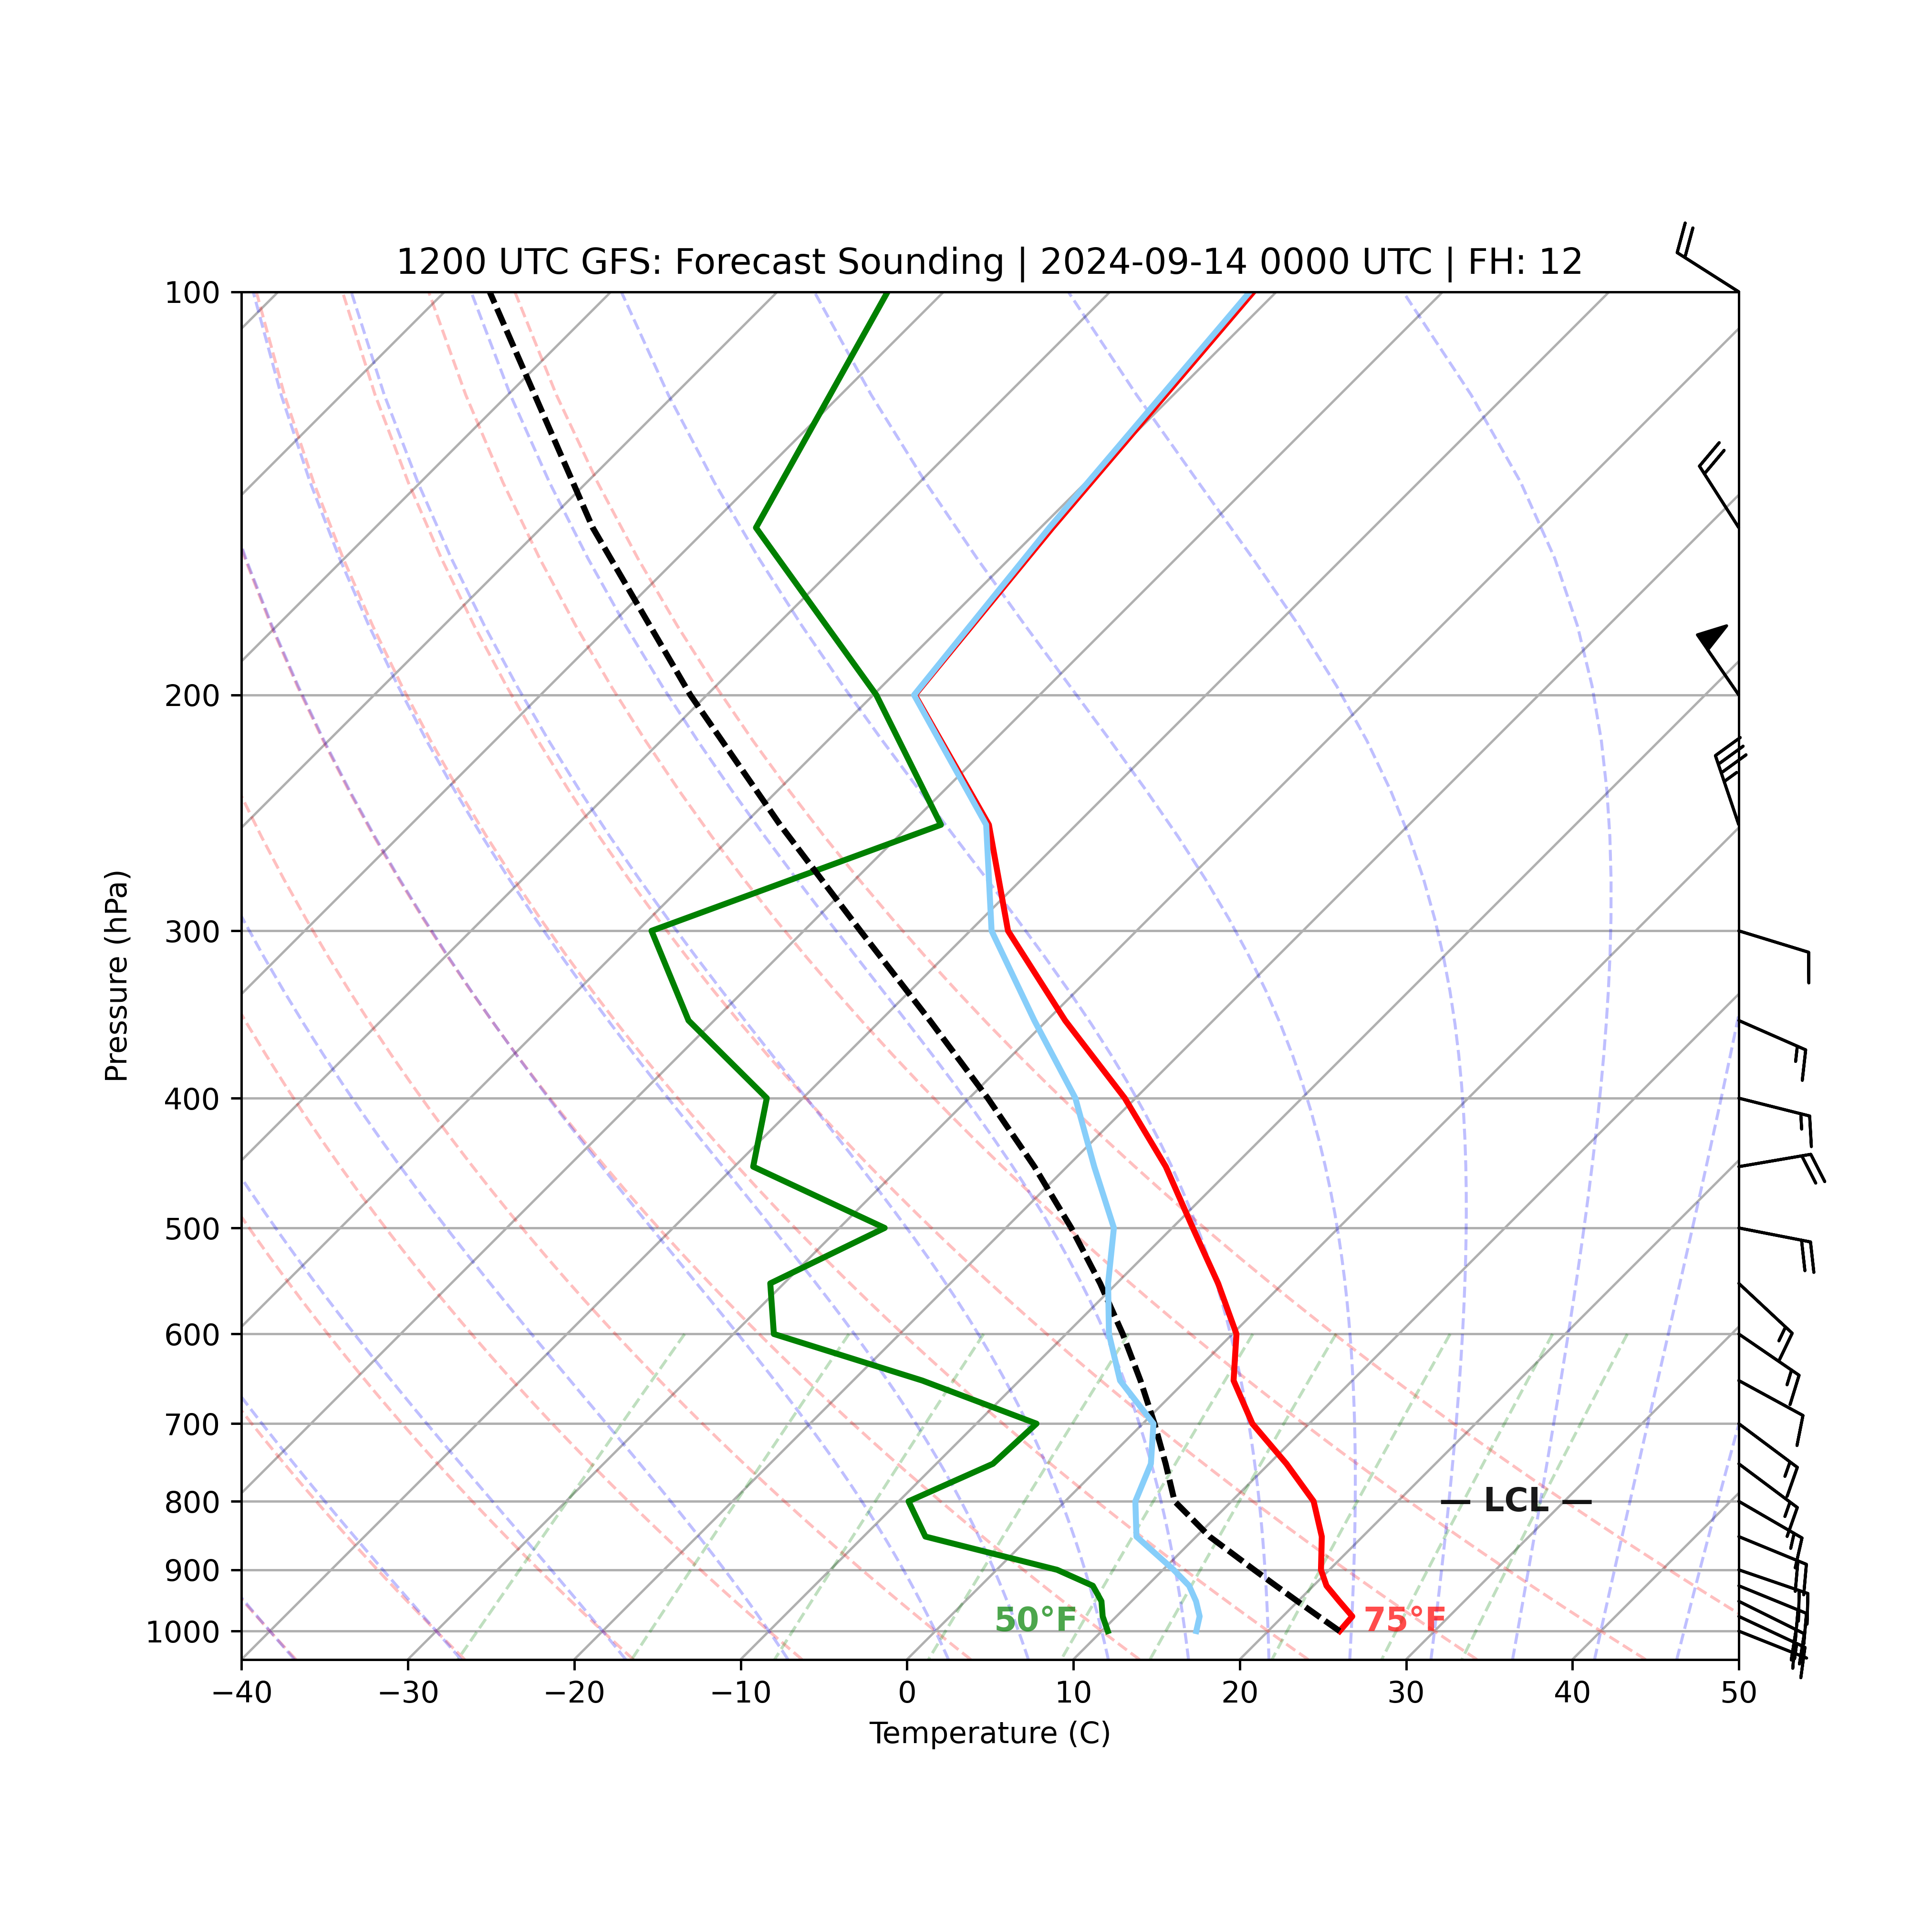 1200 UTC GFS: Forecast Sounding | 2024-09-14 0000 UTC | FH: 12
100
200
300
400
500
600
700
800
900
1000
Pressure (hPa)
— LCL —
50°F
75°F
−40 −30 −20 −10 0 10 20 30 40 50
Temperature (C)